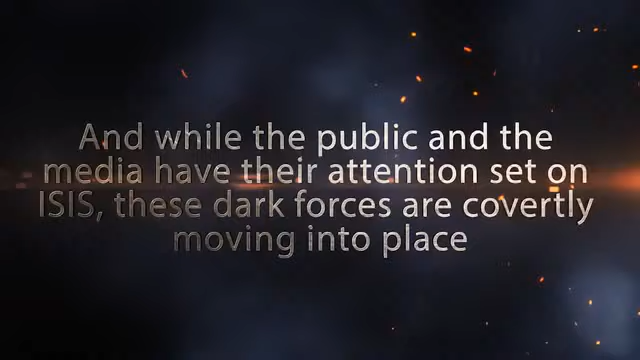 And while the public and the
media have their attention set on
ISIS, these dark forces are covertly
moving into place